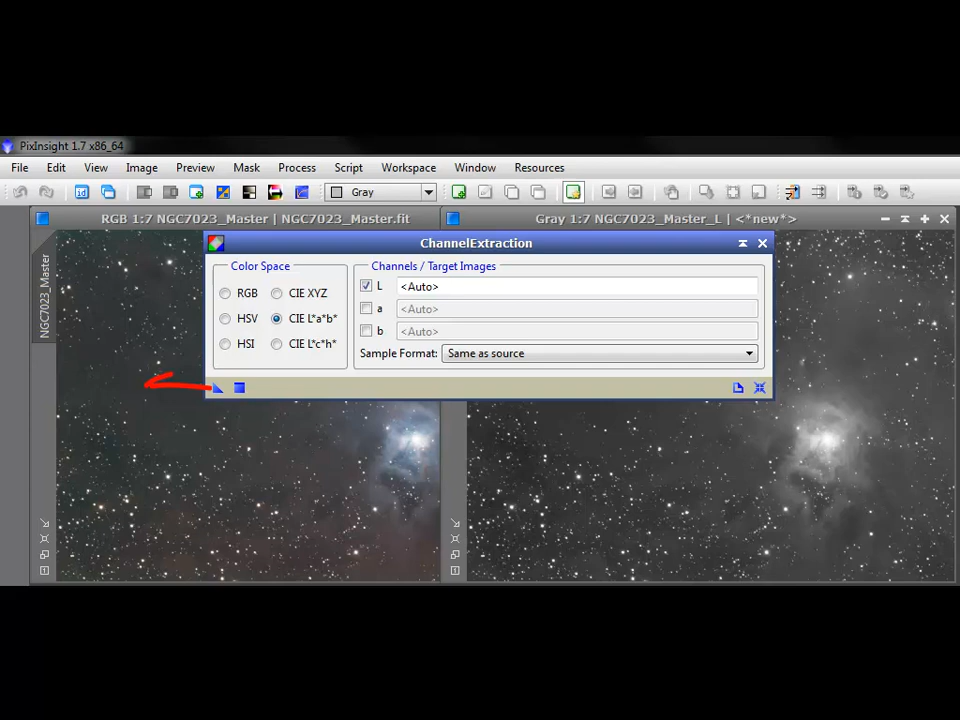 PixInsight 1.7 x86_64
File Edit View Image Preview Mask Process Script Workspace Window Resources
id Gray
RGB 1:7 NGC7023_Master | NGC7023_Master.fit
Gray 1:7 NGC7023_Master_L | <*new*>
NGC7023_Master
ChannelExtraction
Color Space
RGB CIE XYZ
HSV CIE L*a*b*
HSI CIE L*c*h*
Channels / Target Images
L <Auto>
a <Auto>
b <Auto>
Sample Format: Same as source